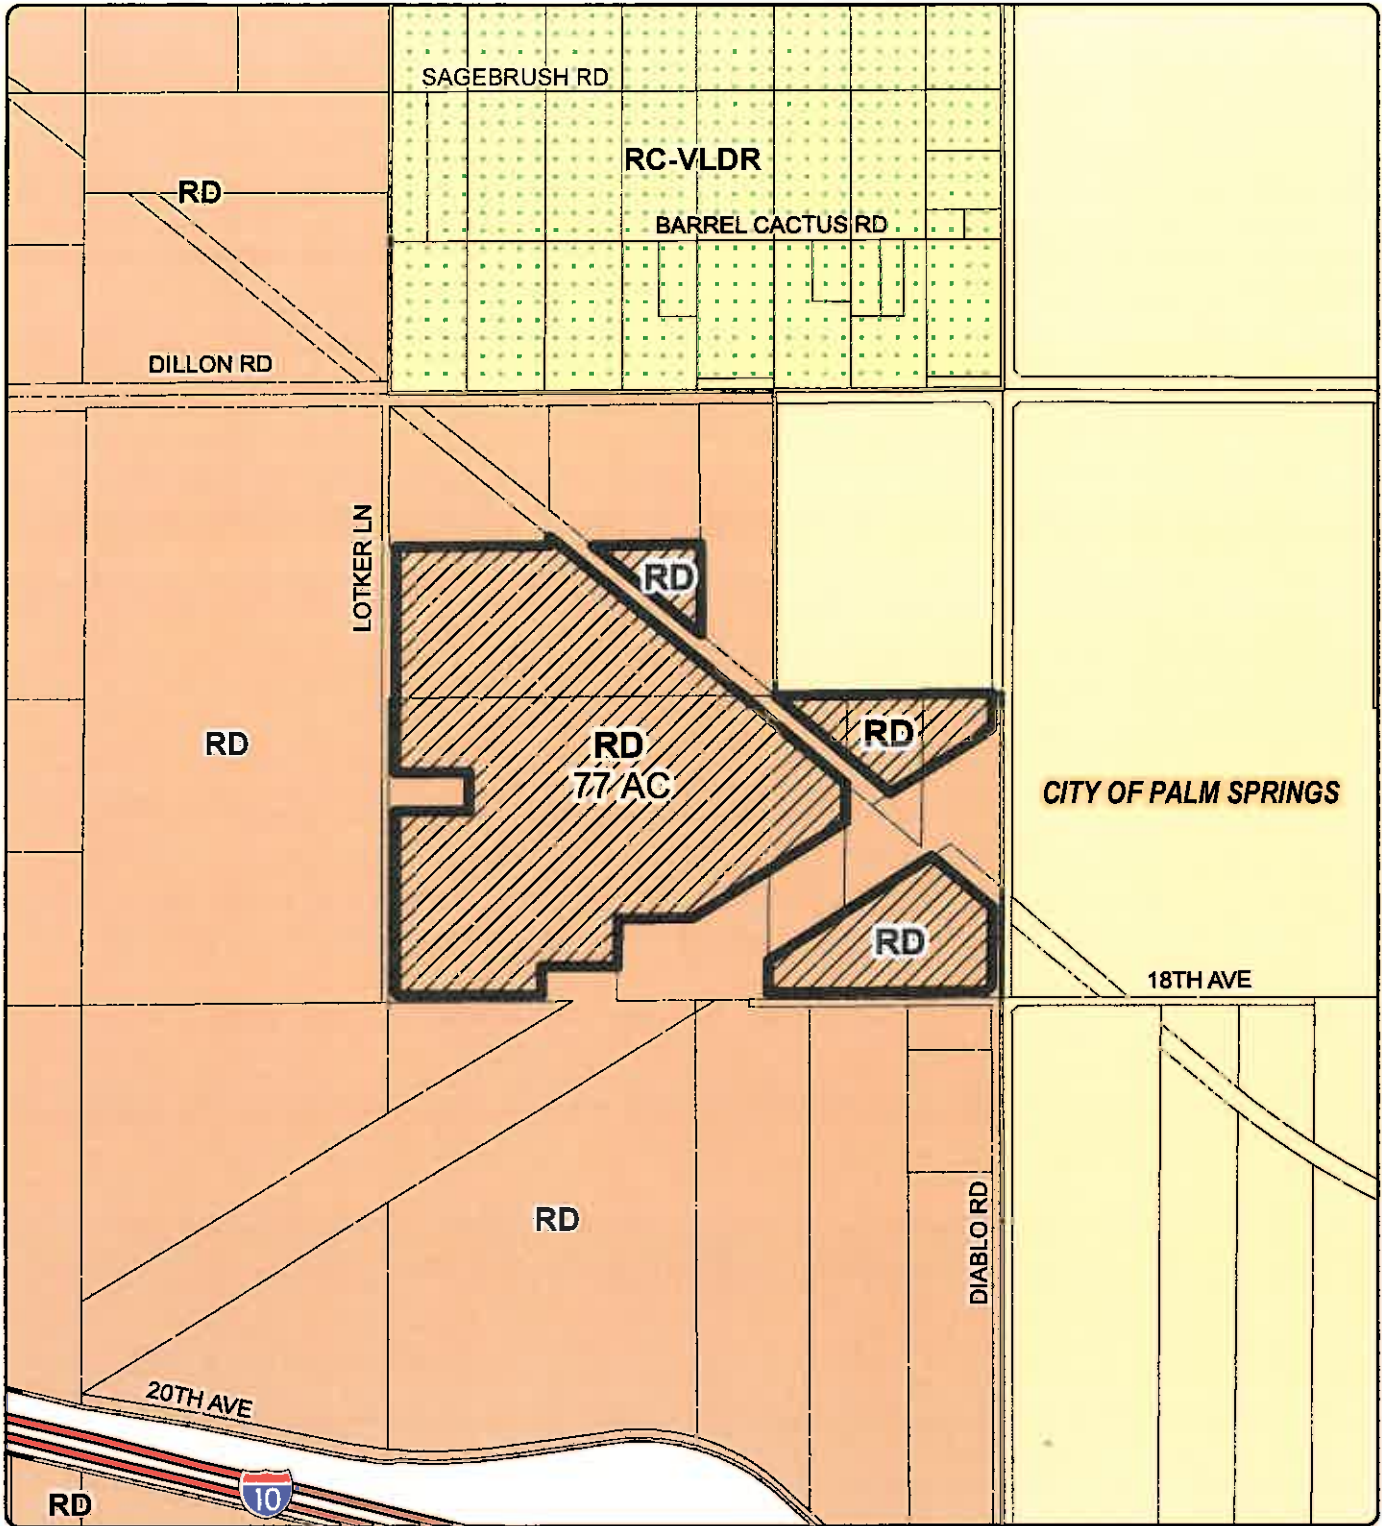 SAGEBRUSH RD
RC-VLDR
RD
BARREL CACTUS RD
DILLON RD
LOTKER LN
RD
RD
RD
77 AC
RD
CITY OF PALM SPRINGS
RD
18TH AVE
RD
DIABLO RD
20TH AVE
10
RD